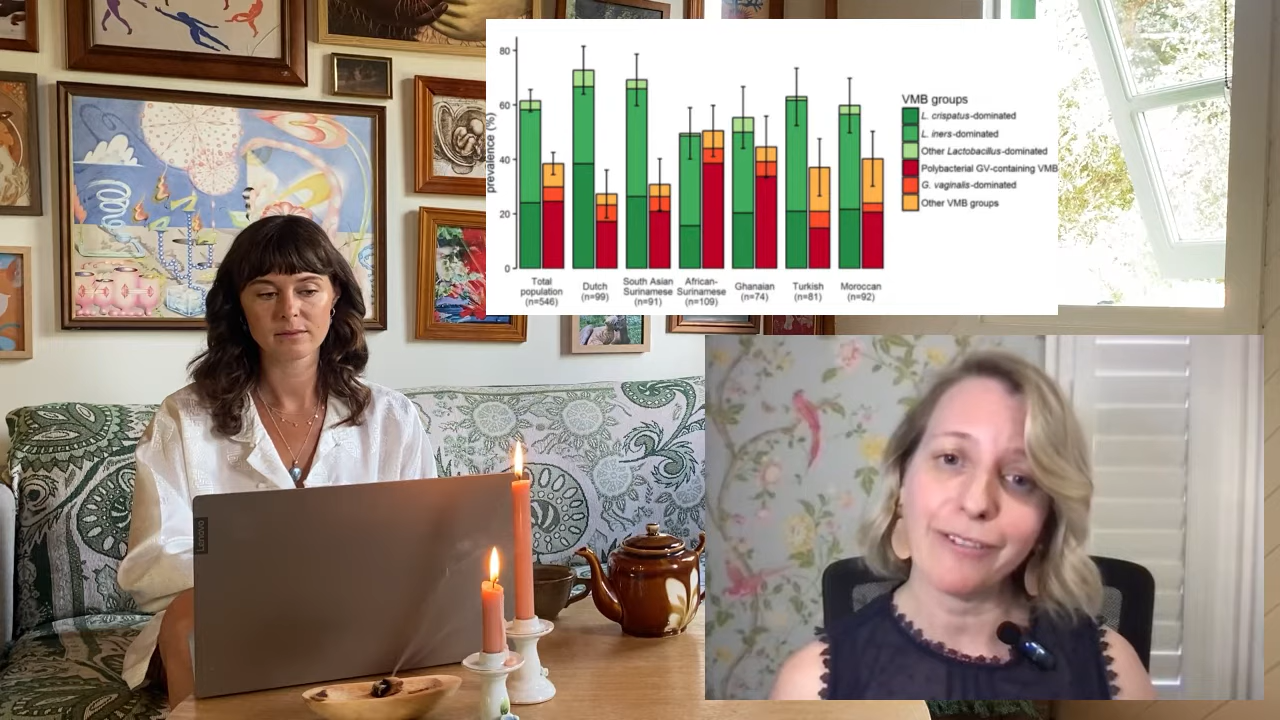 80
60
40
20
0
prevalence (%)
Total
population
(n=546)
Dutch
(n=99)
South Asian
Surinamese
(n=91)
African-
Surinamese
(n=109)
Ghanaian
(n=74)
Turkish
(n=81)
Moroccan
(n=92)
VMB groups
L. crispatus-dominated
L. iners-dominated
Other Lactobacillus-dominated
Polybacterial GV-containing VMB
G. vaginalis-dominated
Other VMB groups
Lenovo